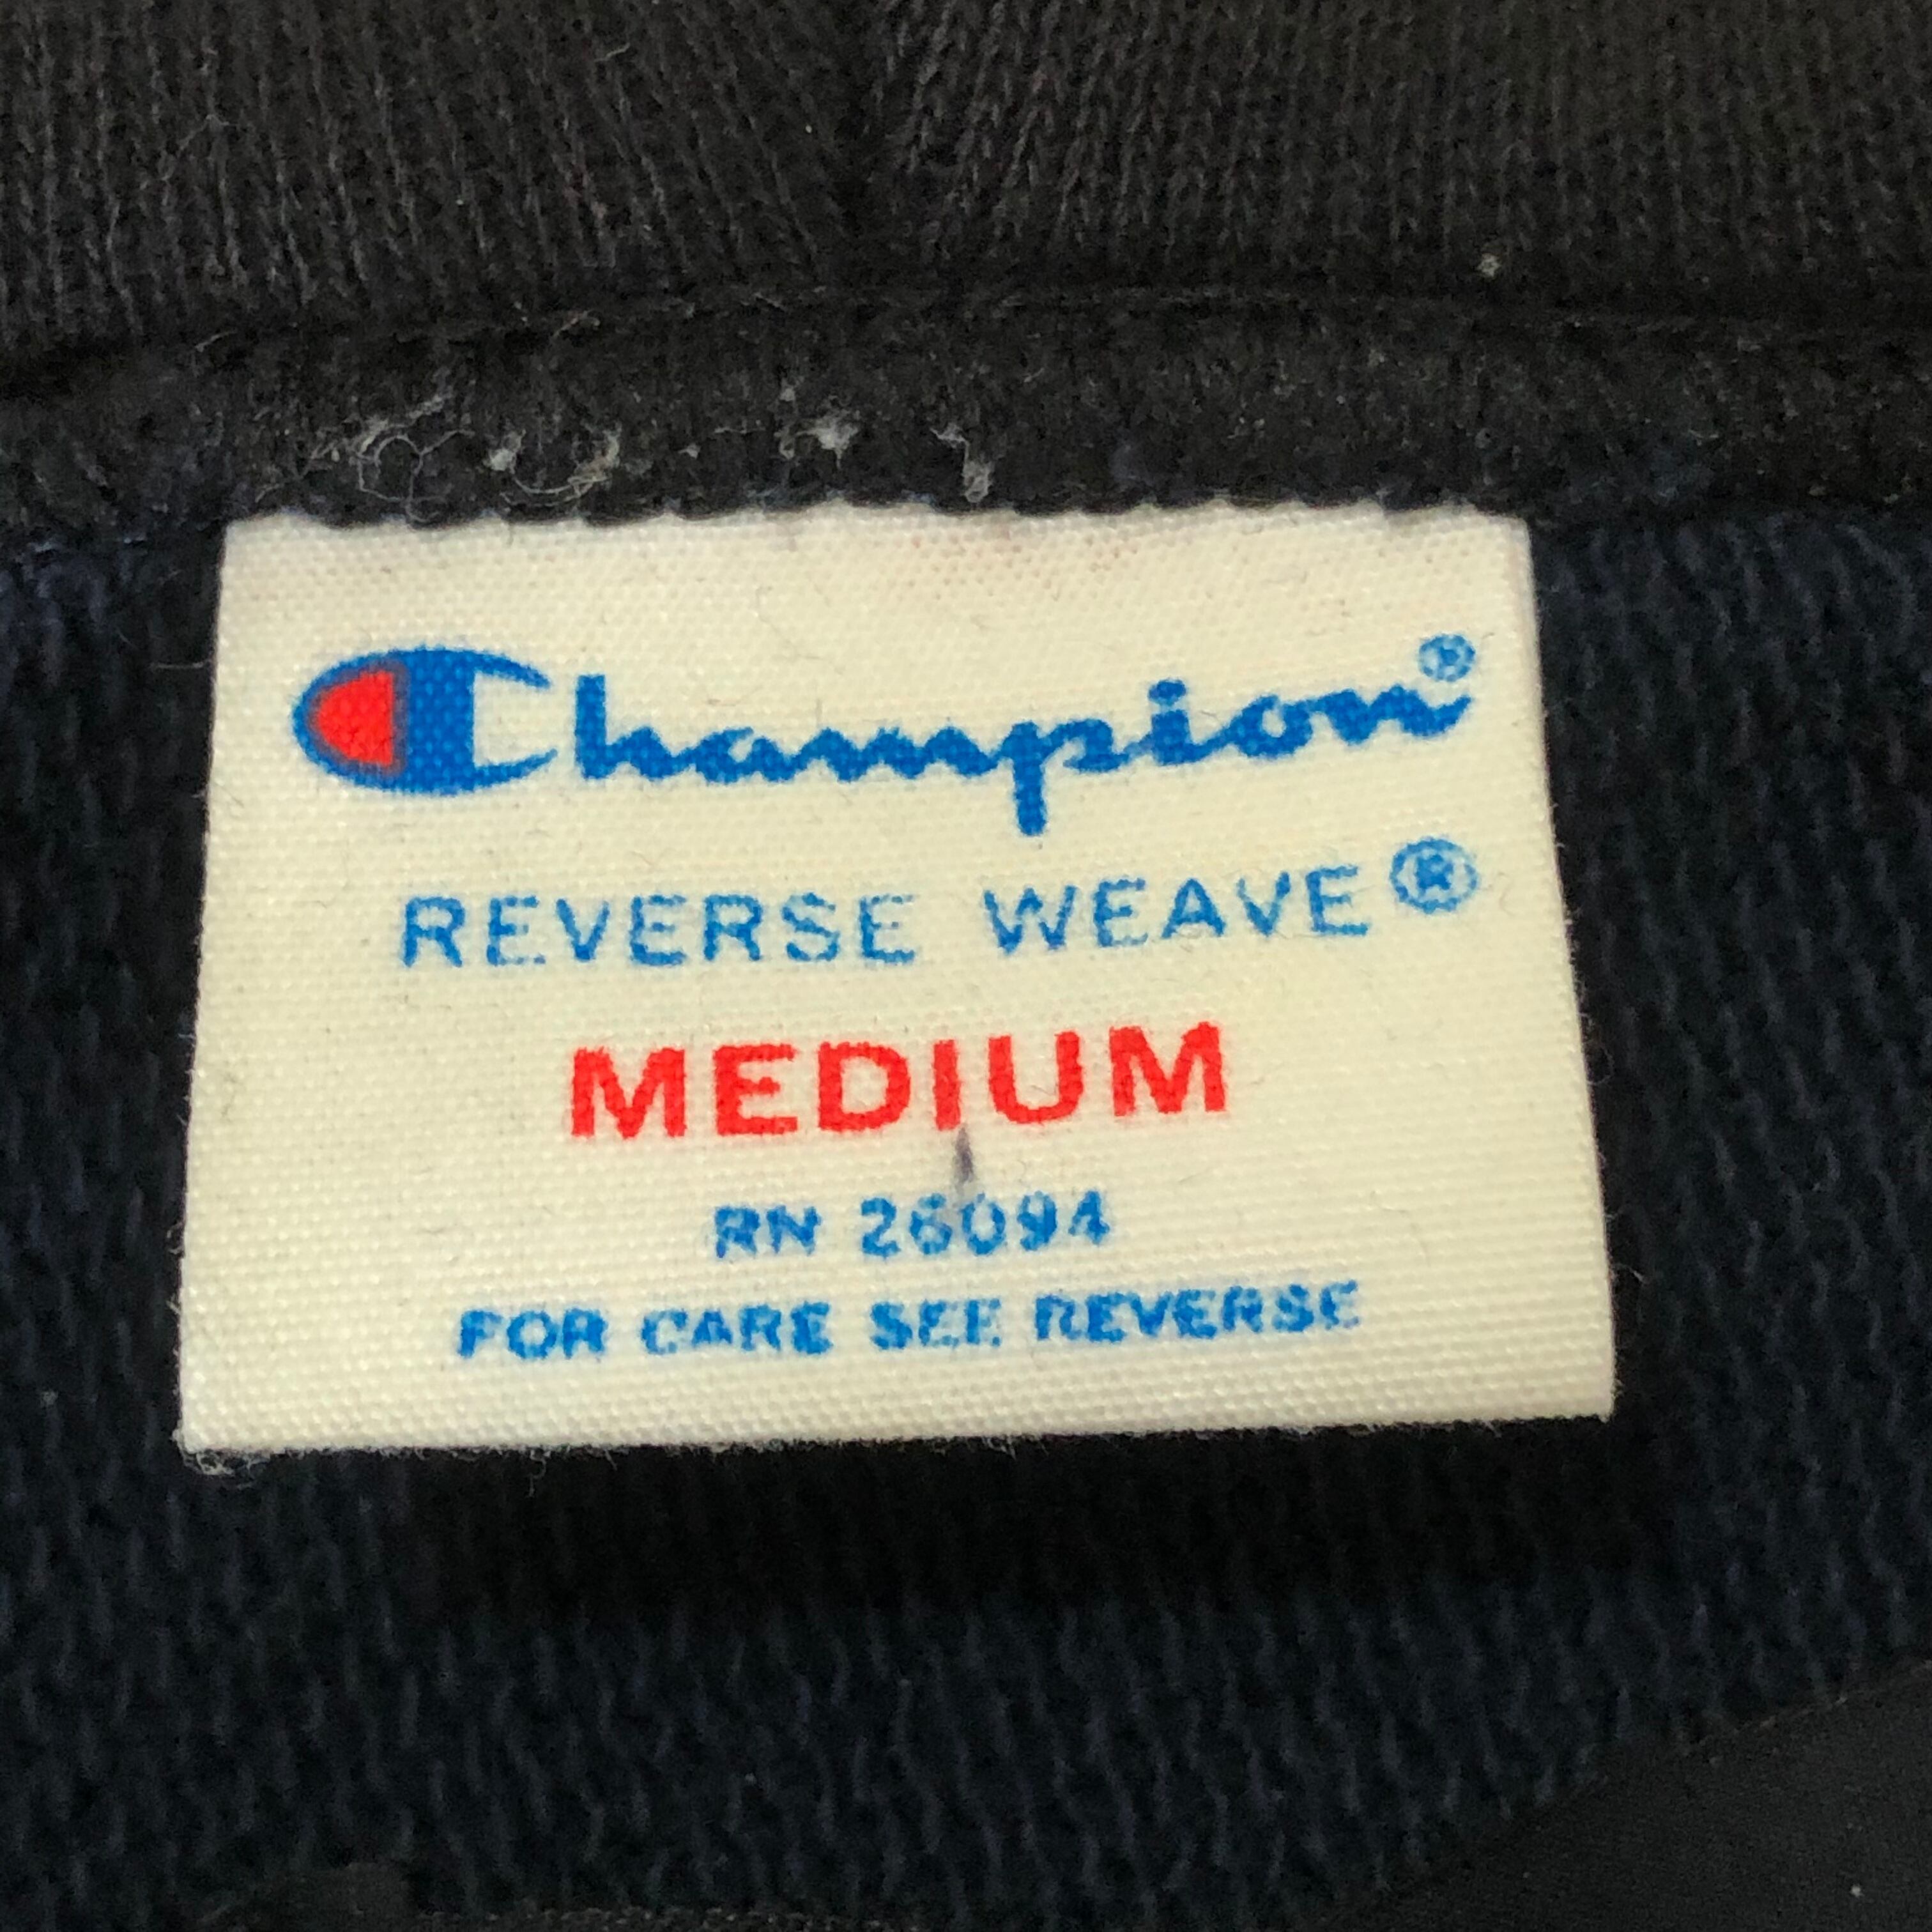 Champion®
REVERSE WEAVE®
MEDIUM
RN 26094
FOR CARE SEE REVERSE